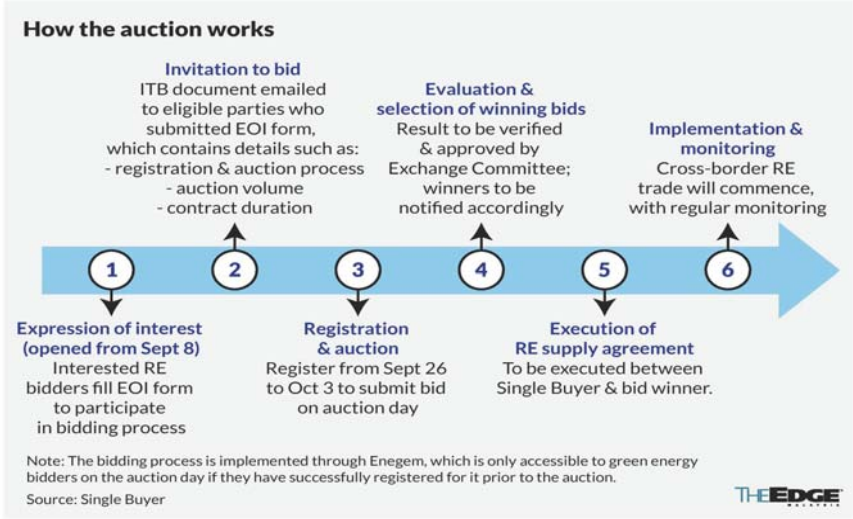 How the auction works
Invitation to bid
ITB document emailed
to eligible parties who
submitted EOI form,
which contains details such as:
- registration & auction process
- auction volume
- contract duration
Evaluation &
selection of winning bids
Result to be verified
& approved by
Exchange Committee;
winners to be
notified accordingly
Implementation &
monitoring
Cross-border RE
trade will commence,
with regular monitoring
1
2
3
4
5
6
Expression of interest
(opened from Sept 8)
Interested RE
bidders fill EOI form
to participate
in bidding process
Registration
& auction
Register from Sept 26
to Oct 3 to submit bid
on auction day
Execution of
RE supply agreement
To be executed between
Single Buyer & bid winner.
Note: The bidding process is implemented through Enegem, which is only accessible to green energy
bidders on the auction day if they have successfully registered for it prior to the auction.
Source: Single Buyer
THEEDGE
MALAYSIA